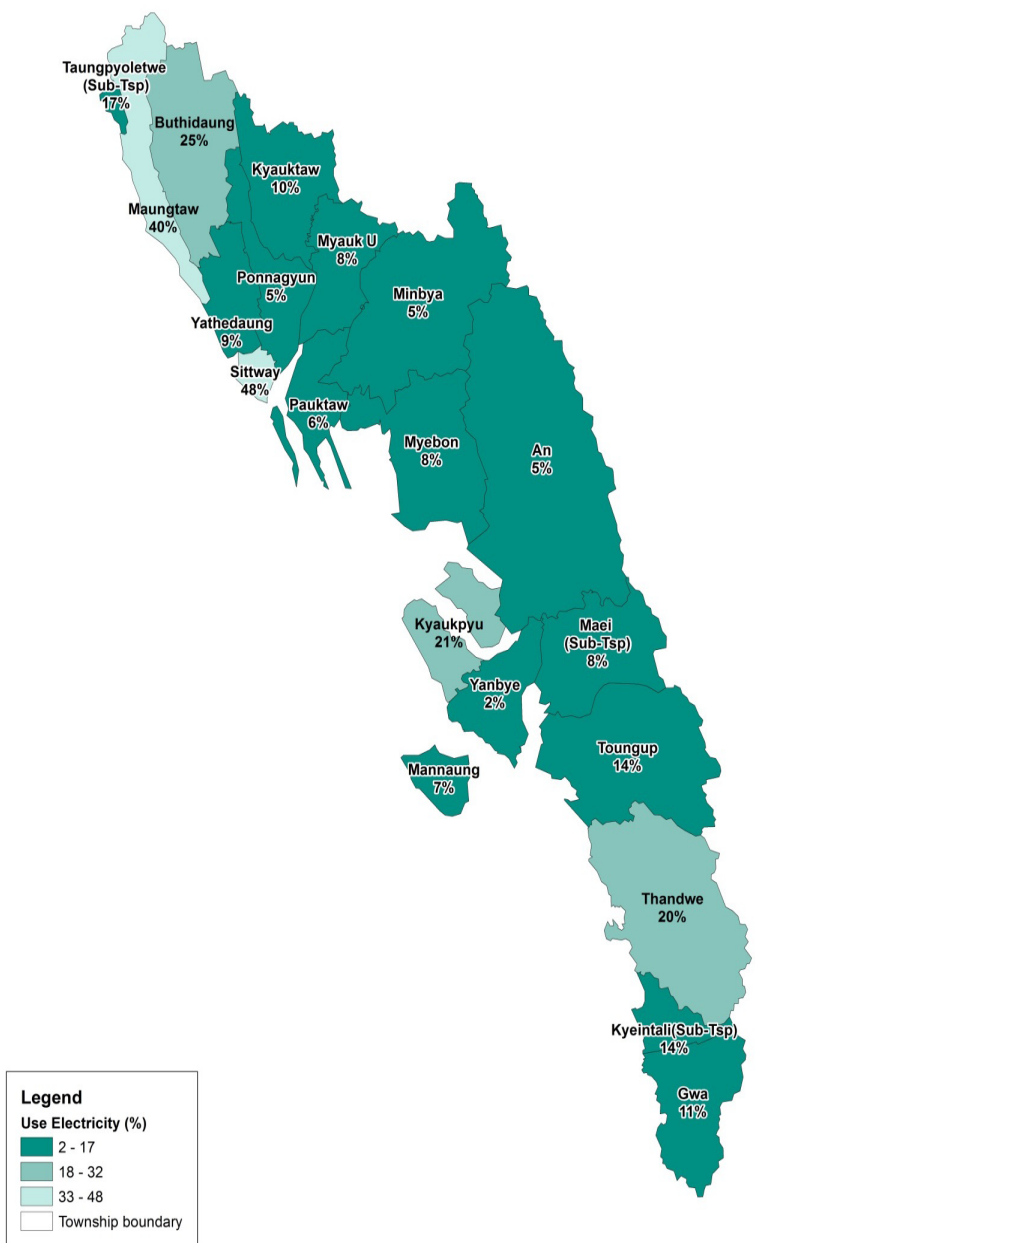 Taungpyoletwe
(Sub-Tsp)
17%
Buthidaung
25%
Kyauktaw
10%
Maungtaw
40%
Myauk U
8%
Ponnagyun
5%
Minbya
5%
Yathedaung
9%
Sittway
48%
Pauktaw
6%
Myebon
8%
An
5%
Kyaukpyu
21%
Maei
(Sub-Tsp)
8%
Yanbye
2%
Toungup
14%
Mannaung
7%
Thandwe
20%
Kyeintali(Sub-Tsp)
14%
Gwa
11%
Legend
Use Electricity (%)
2 - 17
18 - 32
33 - 48
Township boundary